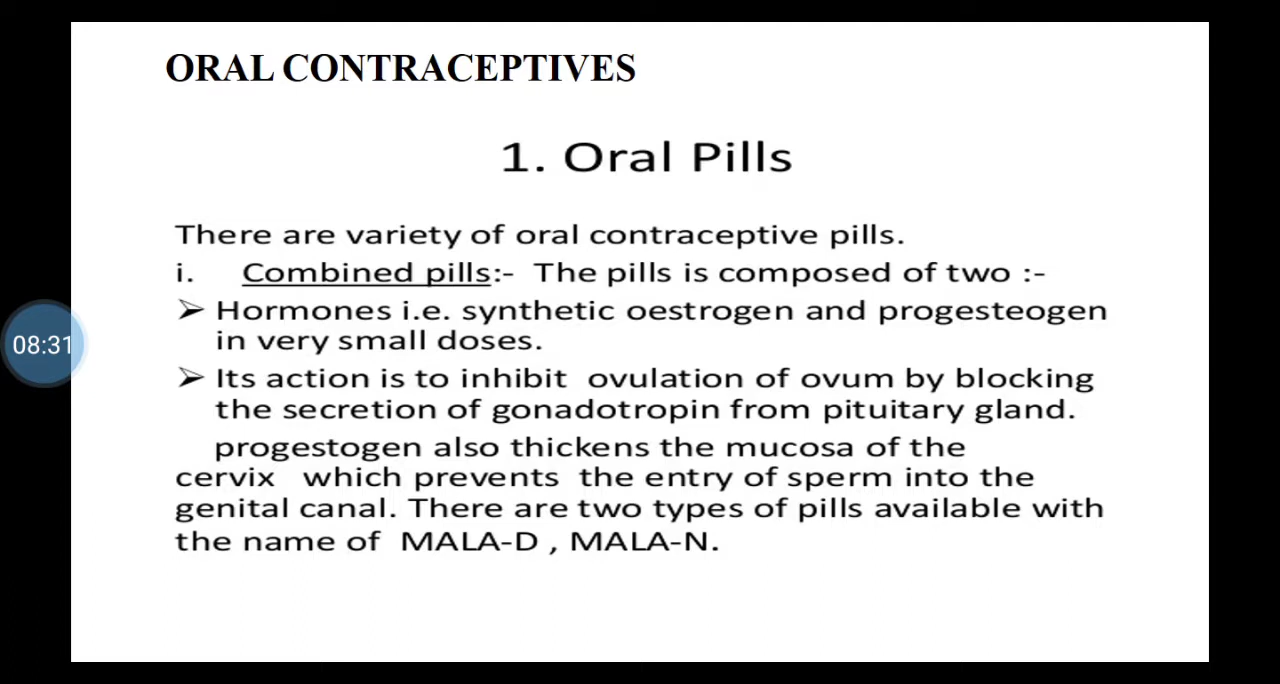 ORAL CONTRACEPTIVES
1. Oral Pills
There are variety of oral contraceptive pills.
i. Combined pills:- The pills is composed of two :-
➢ Hormones i.e. synthetic oestrogen and progesteogen
in very small doses.
08:31
➢ Its action is to inhibit ovulation of ovum by blocking
the secretion of gonadotropin from pituitary gland.
progestogen also thickens the mucosa of the
cervix which prevents the entry of sperm into the
genital canal. There are two types of pills available with
the name of MALA-D , MALA-N.